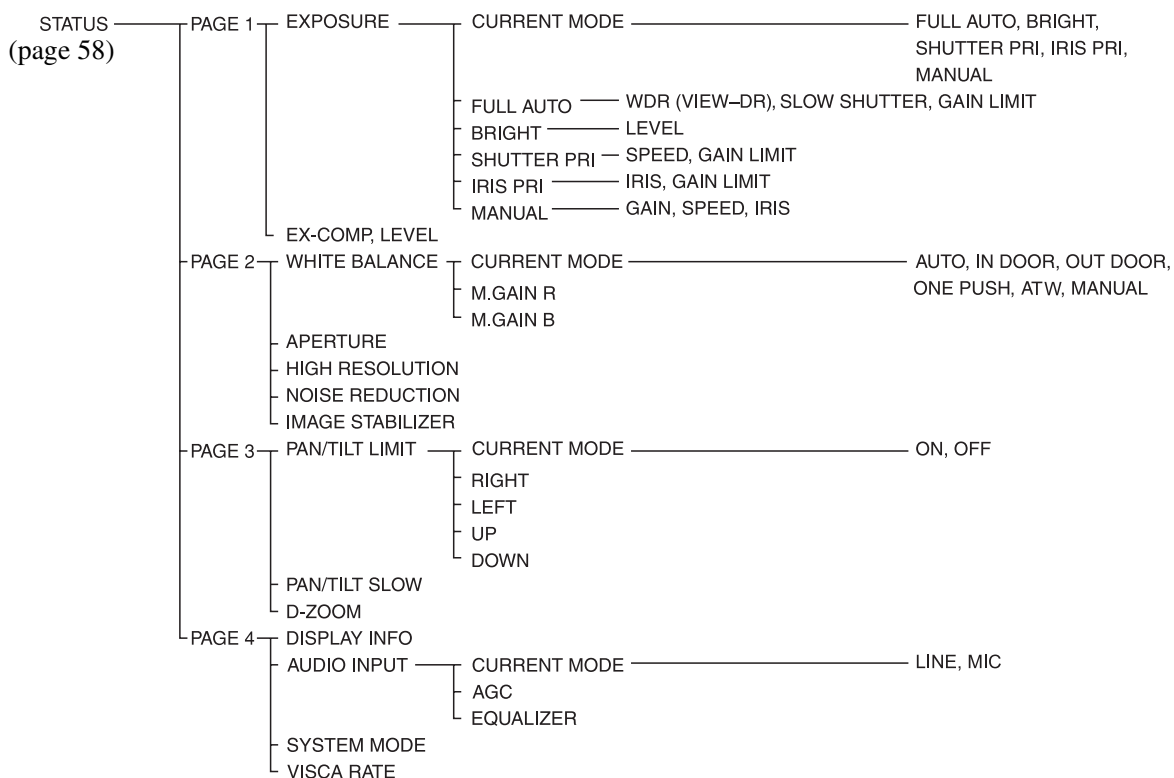 STATUS PAGE 1 EXPOSURE CURRENT MODE FULL AUTO, BRIGHT,
(page 58) SHUTTER PRI, IRIS PRI,
MANUAL
FULL AUTO WDR (VIEW–DR), SLOW SHUTTER, GAIN LIMIT
BRIGHT LEVEL
SHUTTER PRI SPEED, GAIN LIMIT
IRIS PRI IRIS, GAIN LIMIT
MANUAL GAIN, SPEED, IRIS
EX-COMP, LEVEL
PAGE 2 WHITE BALANCE CURRENT MODE AUTO, IN DOOR, OUT DOOR,
M.GAIN R ONE PUSH, ATW, MANUAL
M.GAIN B
APERTURE
HIGH RESOLUTION
NOISE REDUCTION
IMAGE STABILIZER
PAGE 3 PAN/TILT LIMIT CURRENT MODE ON, OFF
RIGHT
LEFT
UP
DOWN
PAN/TILT SLOW
D-ZOOM
PAGE 4 DISPLAY INFO
AUDIO INPUT CURRENT MODE LINE, MIC
AGC
EQUALIZER
SYSTEM MODE
VISCA RATE